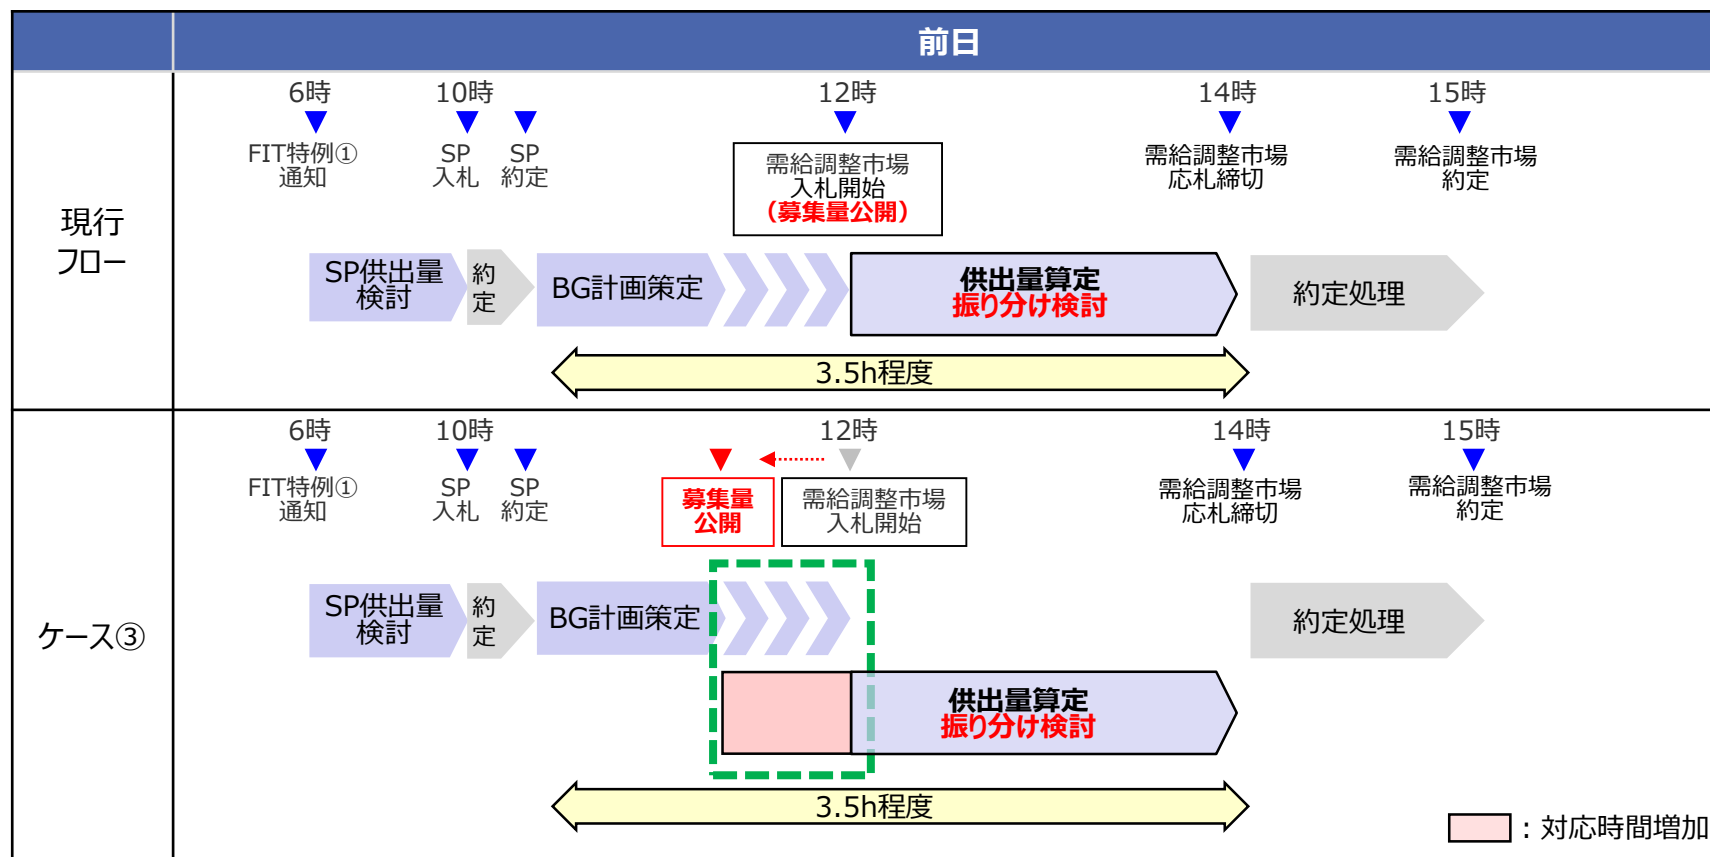 前日
現行
フロー
6時
10時
12時
14時
15時
FIT特例①
通知
SP
入札
SP
約定
需給調整市場
入札開始
(募集量公開)
需給調整市場
応札締切
需給調整市場
約定
SP供出量
検討
約
定
BG計画策定
供出量算定
振り分け検討
約定処理
3.5h程度
ケース③
6時
10時
12時
14時
15時
FIT特例①
通知
SP
入札
SP
約定
募集量
公開
需給調整市場
入札開始
需給調整市場
応札締切
需給調整市場
約定
SP供出量
検討
約
定
BG計画策定
約定処理
供出量算定
振り分け検討
3.5h程度
：対応時間増加